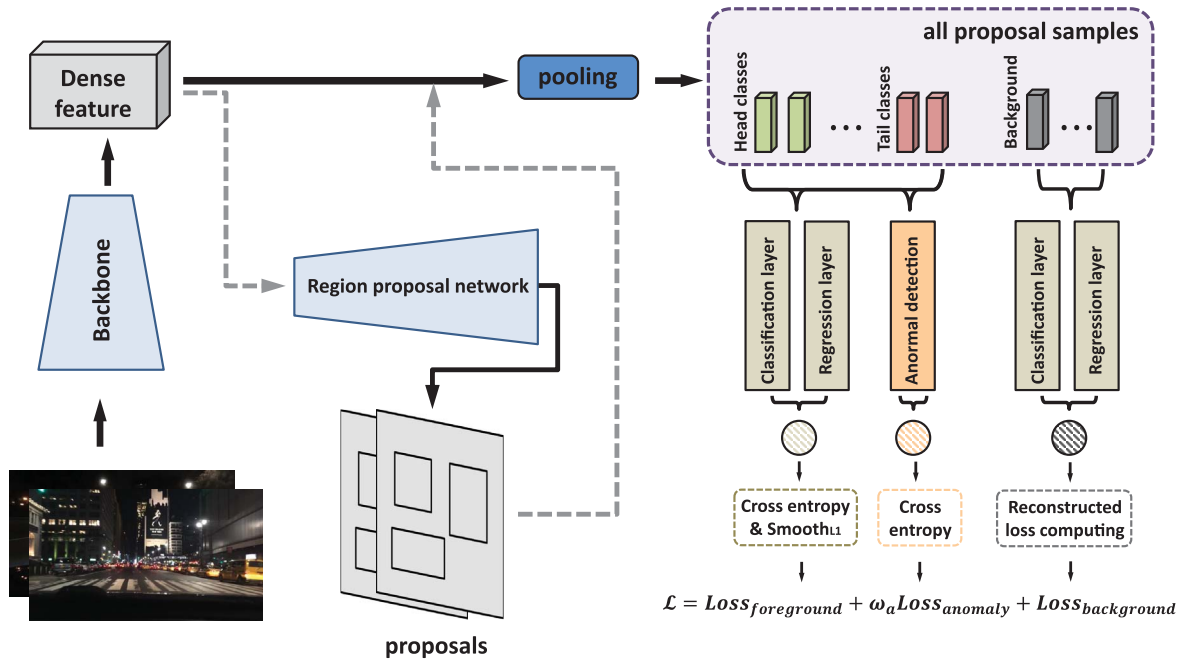 Dense
feature
pooling
all proposal samples
Head classes
...
Tail classes
Background
...
Backbone
Region proposal network
Classification layer
Regression layer
Anormal detection
Classification layer
Regression layer
proposals
Cross entropy
& SmoothL1
Cross
entropy
Reconstructed
loss computing
ℒ = Loss_foreground + ω_a Loss_anomaly + Loss_background